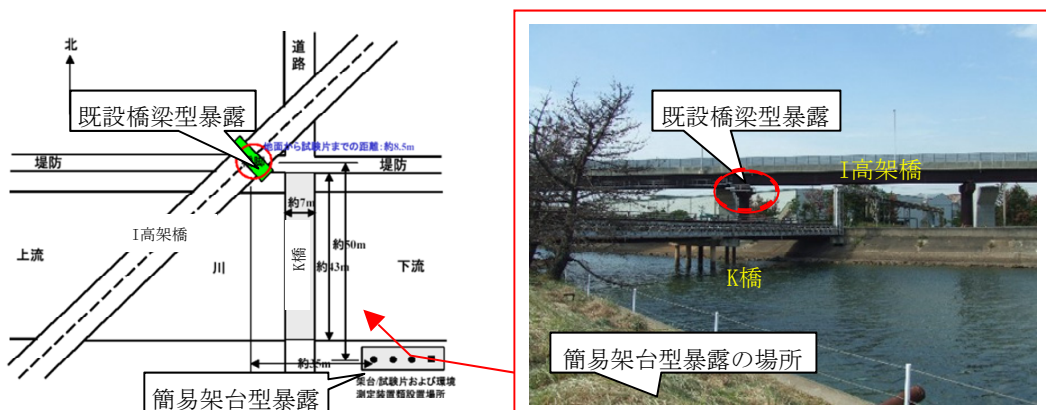 北
道
路
既設橋梁型暴露
地面から試験片までの距離:約8.5m
堤防
堤防
約7m
約50m
I高架橋
K橋
約43m
上流
川
下流
約35m
簡易架台型暴露
架台/試験片および環境
測定装置類設置場所
既設橋梁型暴露
I高架橋
K橋
簡易架台型暴露の場所